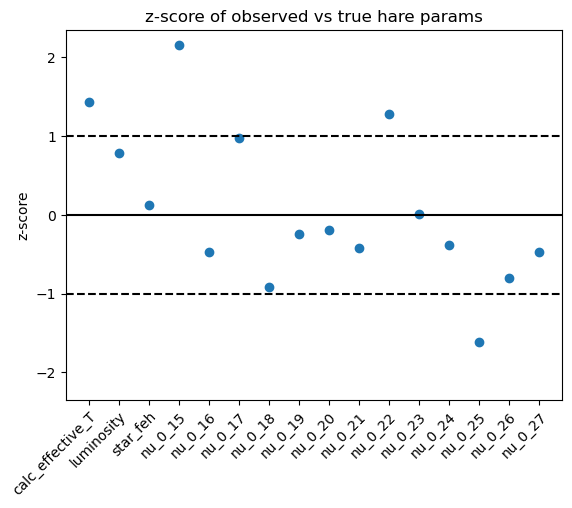 z-score of observed vs true hare params
z-score
2
1
0
−1
−2
calc_effective_T
luminosity
star_feh
nu_0_15
nu_0_16
nu_0_17
nu_0_18
nu_0_19
nu_0_20
nu_0_21
nu_0_22
nu_0_23
nu_0_24
nu_0_25
nu_0_26
nu_0_27